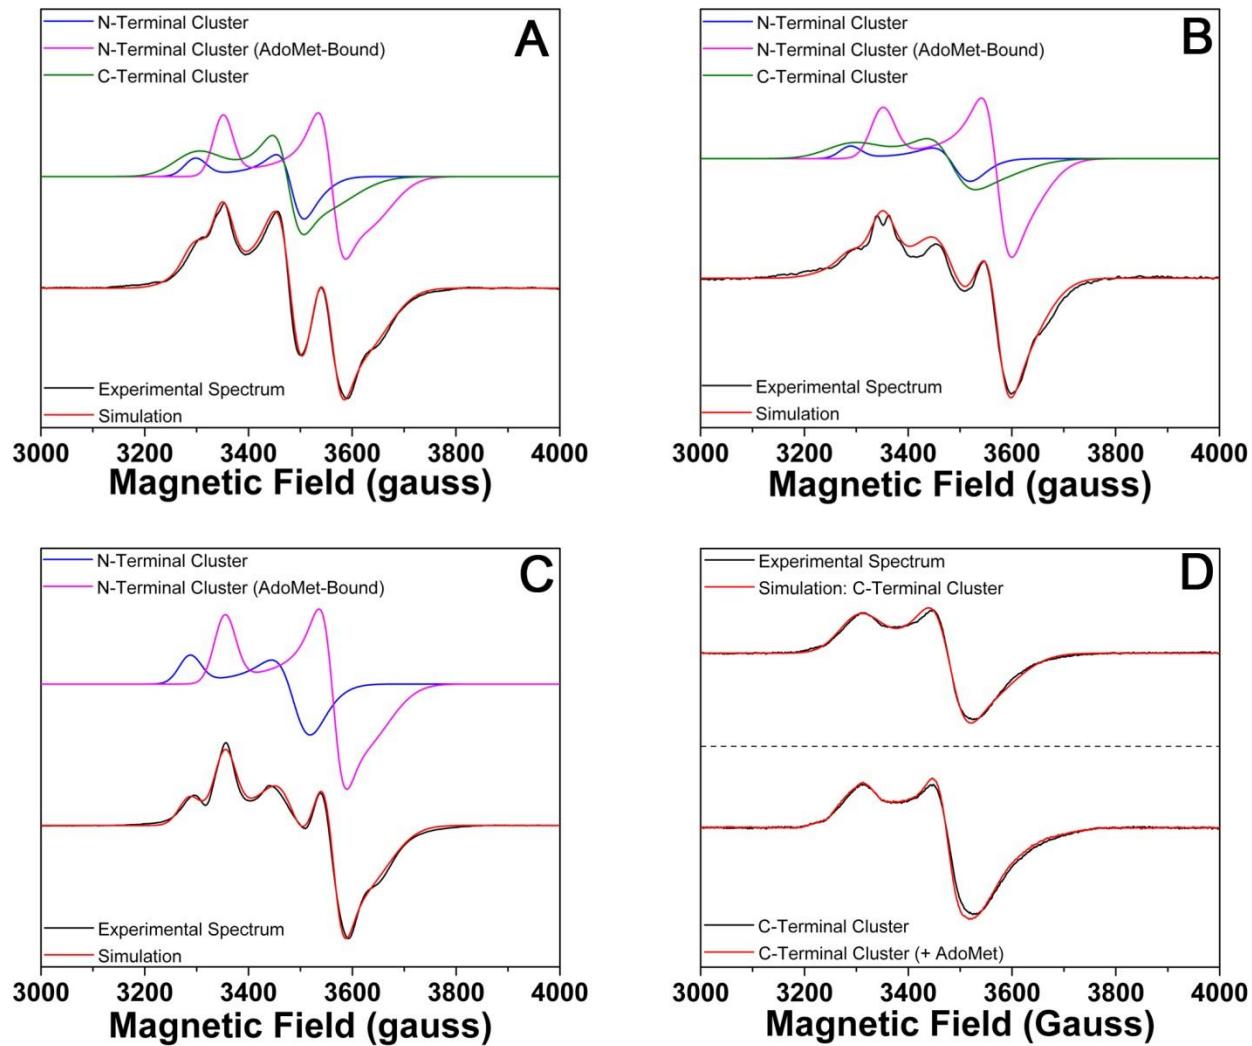 N-Terminal Cluster
N-Terminal Cluster (AdoMet-Bound)
C-Terminal Cluster
A
Experimental Spectrum
Simulation
3000 3200 3400 3600 3800 4000
Magnetic Field (gauss)
N-Terminal Cluster
N-Terminal Cluster (AdoMet-Bound)
C-Terminal Cluster
B
Experimental Spectrum
Simulation
3000 3200 3400 3600 3800 4000
Magnetic Field (gauss)
N-Terminal Cluster
N-Terminal Cluster (AdoMet-Bound)
C
Experimental Spectrum
Simulation
3000 3200 3400 3600 3800 4000
Magnetic Field (gauss)
Experimental Spectrum
Simulation: C-Terminal Cluster
D
C-Terminal Cluster
C-Terminal Cluster (+ AdoMet)
3000 3200 3400 3600 3800 4000
Magnetic Field (Gauss)